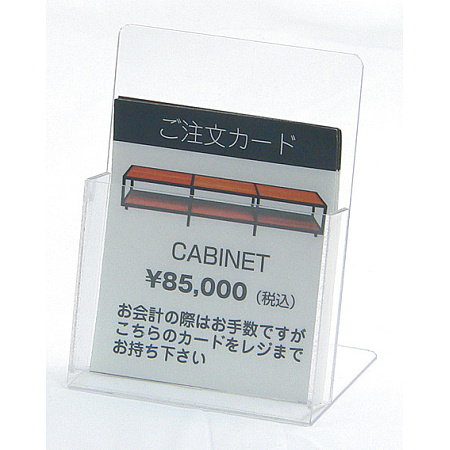 ご注文カード
CABINET
¥85,000（税込）
お会計の際はお手数ですが
こちらのカードをレジまで
お持ち下さい